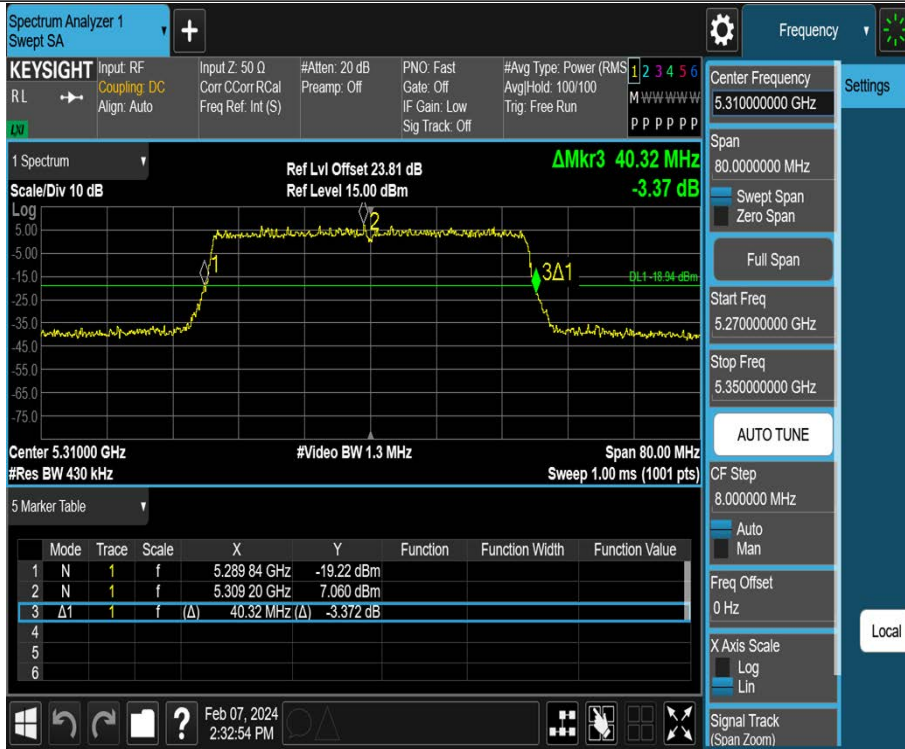 Spectrum Analyzer 1
Swept SA
+
Frequency
KEYSIGHT
RL
LXI
Input: RF
Coupling: DC
Align: Auto
Input Z: 50 Ω
Corr CCorr RCal
Freq Ref: Int (S)
#Atten: 20 dB
Preamp: Off
PNO: Fast
Gate: Off
IF Gain: Low
Sig Track: Off
#Avg Type: Power (RMS
Avg|Hold: 100/100
Trig: Free Run
1 2 3 4 5 6
M W W W W W
P P P P P P
1 Spectrum
Scale/Div 10 dB
Ref Lvl Offset 23.81 dB
Ref Level 15.00 dBm
ΔMkr3 40.32 MHz
-3.37 dB
Log
5.00
-5.00
-15.0
-25.0
-35.0
-45.0
-55.0
-65.0
-75.0
1
2
3Δ1
DL1 -18.94 dBm
Center 5.31000 GHz
#Res BW 430 kHz
#Video BW 1.3 MHz
Span 80.00 MHz
Sweep 1.00 ms (1001 pts)
5 Marker Table
Mode Trace Scale X Y Function Function Width Function Value
1 N 1 f 5.289 84 GHz -19.22 dBm
2 N 1 f 5.309 20 GHz 7.060 dBm
3 Δ1 1 f (Δ) 40.32 MHz (Δ) -3.372 dB
4
5
6
?
Feb 07, 2024
2:32:54 PM
Center Frequency
5.310000000 GHz
Span
80.0000000 MHz
Swept Span
Zero Span
Full Span
Start Freq
5.270000000 GHz
Stop Freq
5.350000000 GHz
AUTO TUNE
CF Step
8.000000 MHz
Auto
Man
Freq Offset
0 Hz
X Axis Scale
Log
Lin
Signal Track
(Span Zoom)
Settings
Local